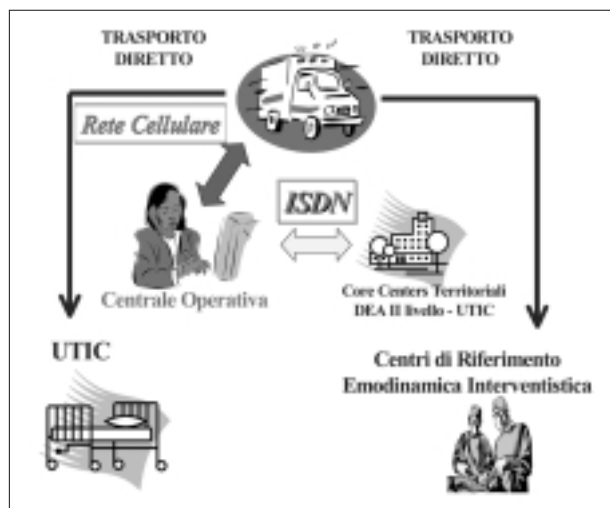 TRASPORTO
DIRETTO
TRASPORTO
DIRETTO
Rete Cellulare
ISDN
Centrale Operativa
Core Centers Territoriali
DEA II livello - UTIC
UTIC
Centri di Riferimento
Emodinamica Interventistica